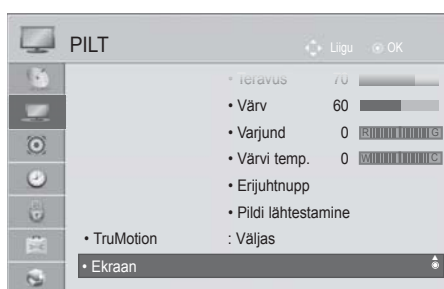 PILT
Liigu OK
• Teravus 70
• Värv 60
• Varjund 0 R G
• Värvi temp. 0 W C
• Erijuhtnupp
• Pildi lähtestamine
• TruMotion : Väljas
• Ekraan